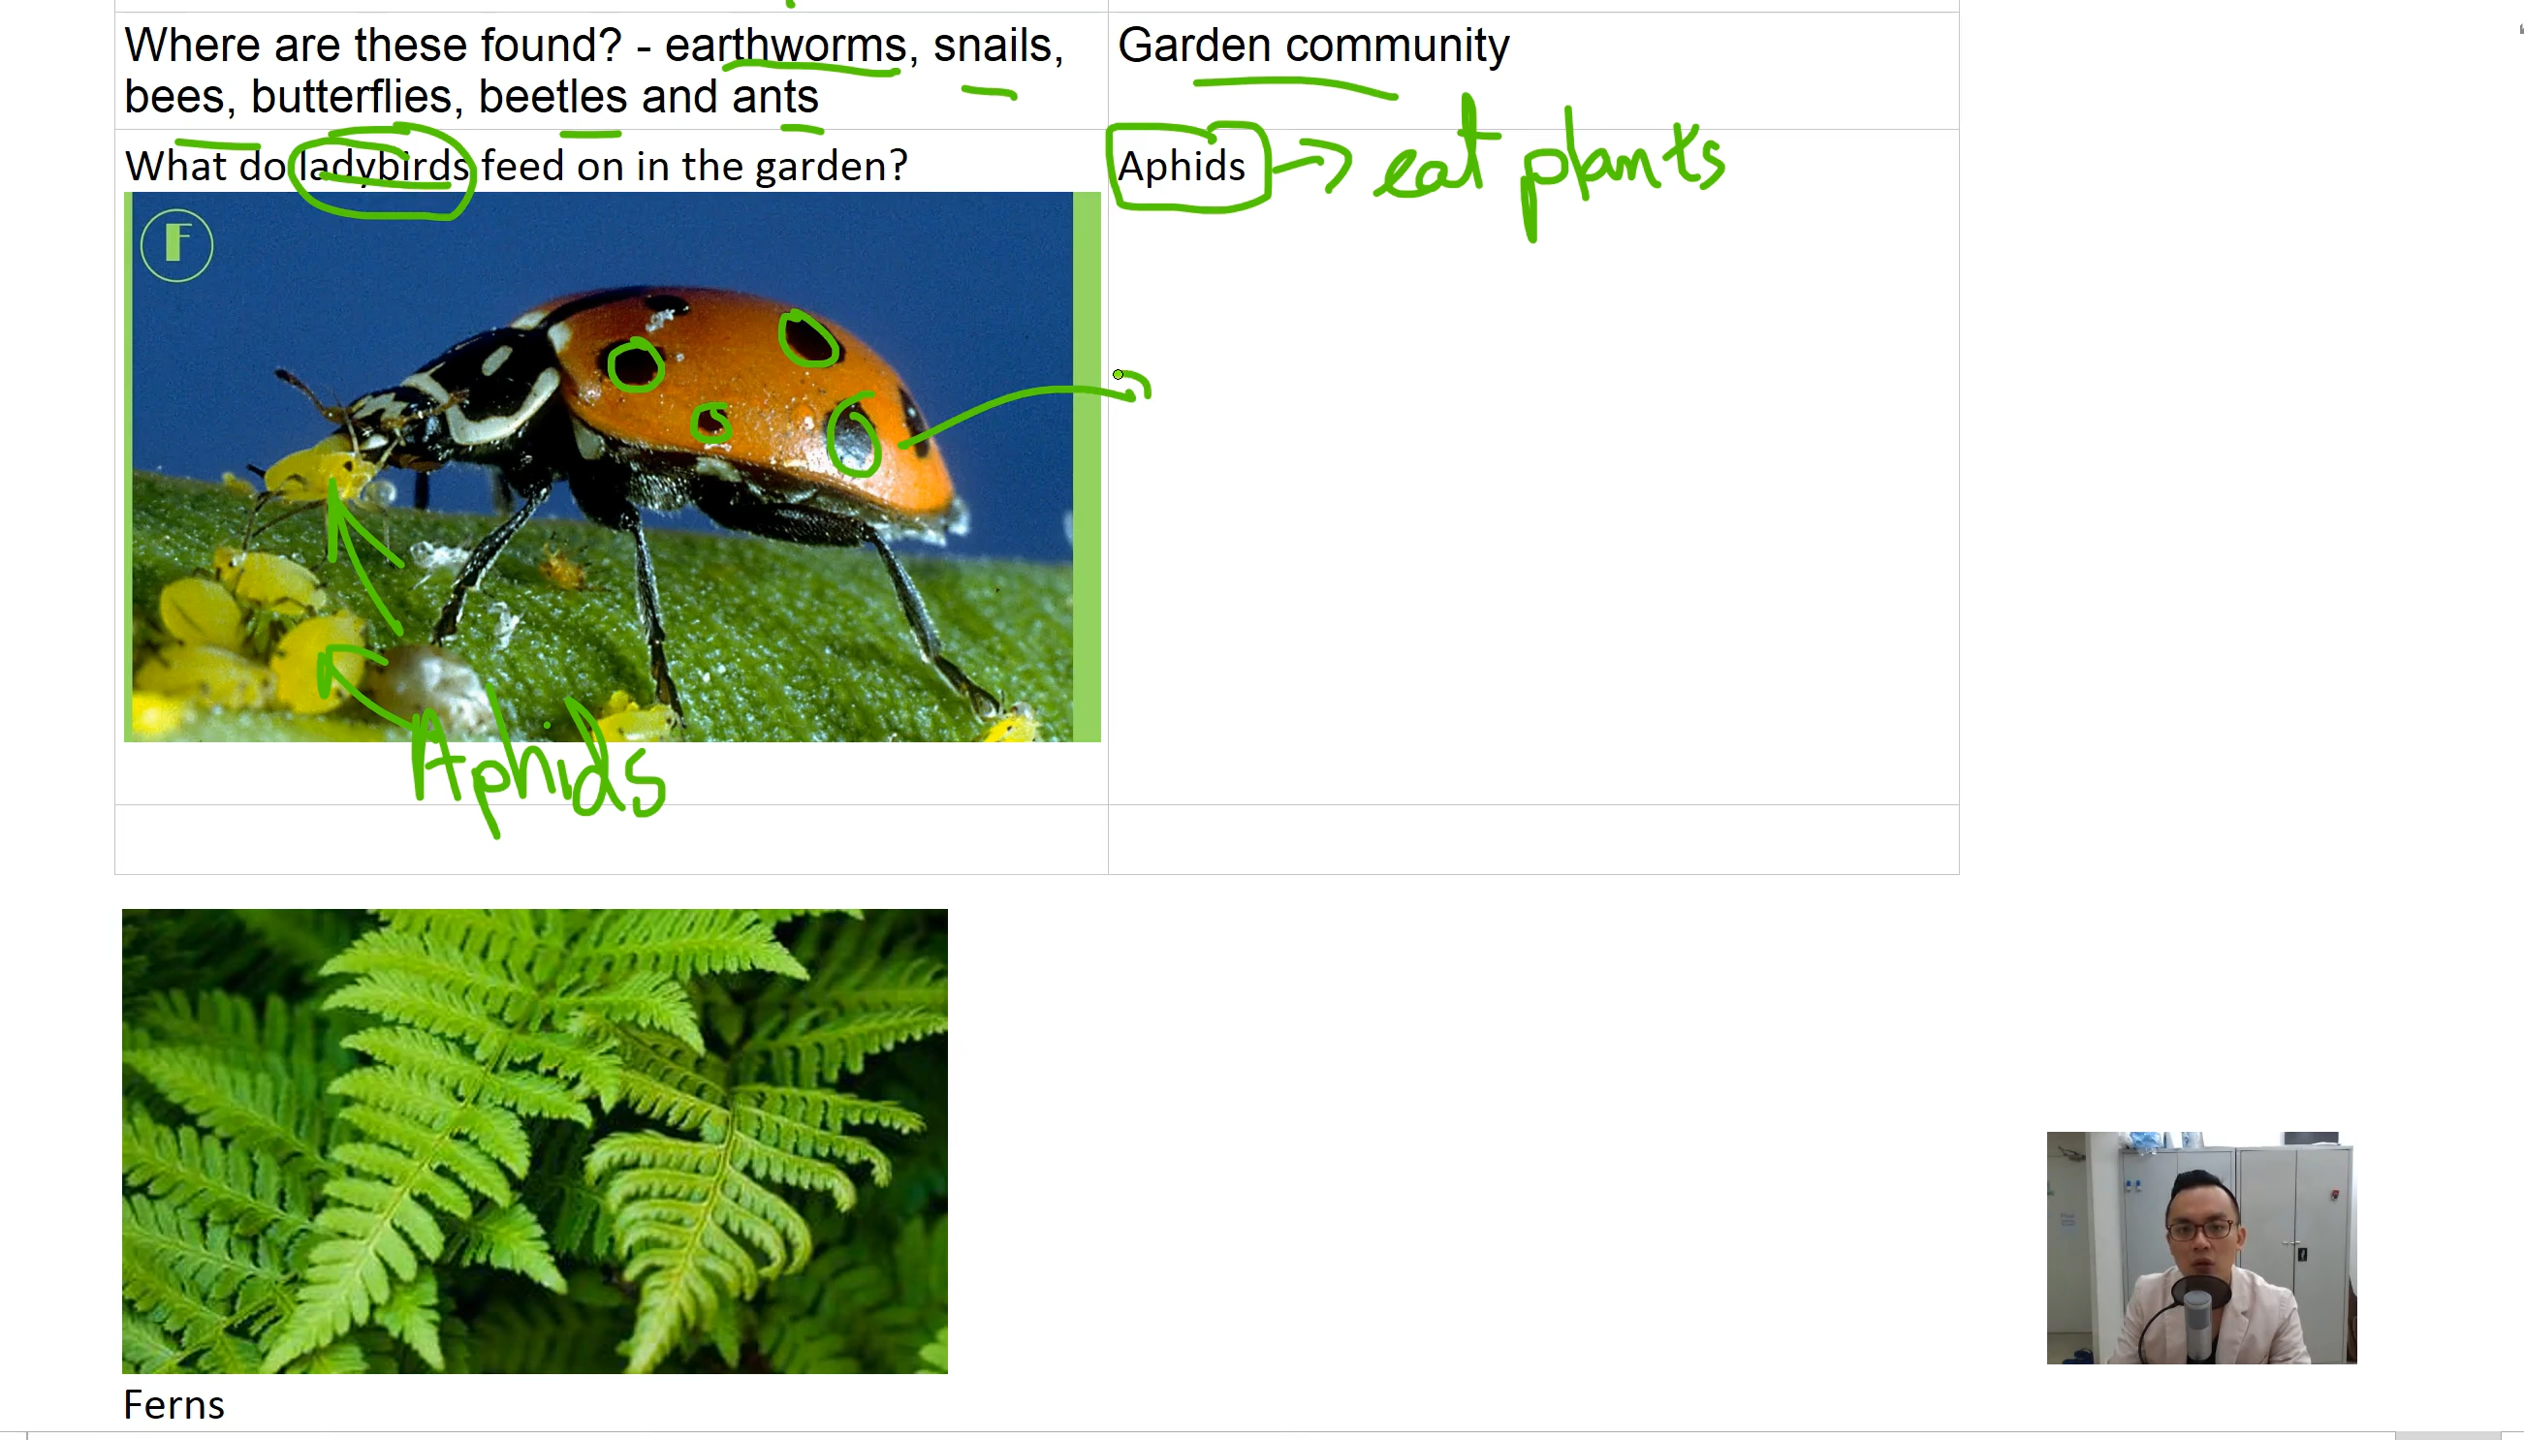 Where are these found? - earthworms, snails,
bees, butterflies, beetles and ants
Garden community
What do ladybirds feed on in the garden?
Aphids → eat plants
F
Aphids
Ferns